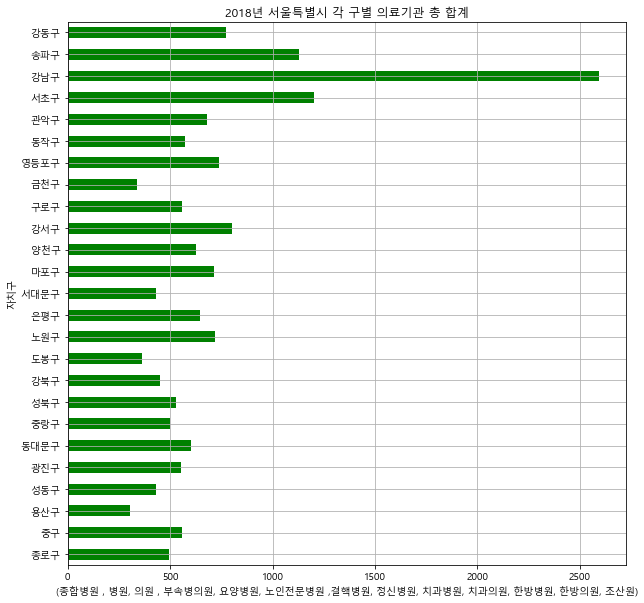 2018년 서울특별시 각 구별 의료기관 총 합계
강동구
송파구
강남구
서초구
관악구
동작구
영등포구
금천구
구로구
강서구
양천구
마포구
서대문구
은평구
노원구
도봉구
강북구
성북구
중랑구
동대문구
광진구
성동구
용산구
중구
종로구
자치구
0 500 1000 1500 2000 2500
(종합병원 , 병원, 의원 , 부속병의원, 요양병원, 노인전문병원 ,결핵병원, 정신병원, 치과병원, 치과의원, 한방병원, 한방의원, 조산원)